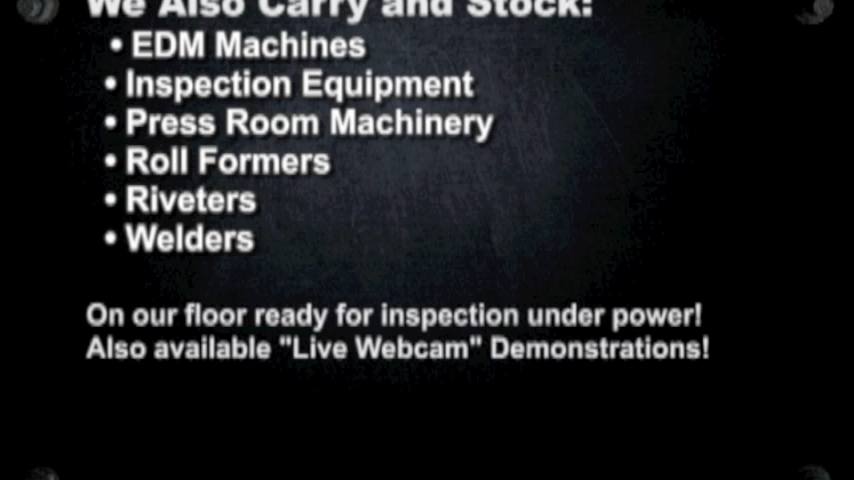 We Also Carry and Stock:
• EDM Machines
• Inspection Equipment
• Press Room Machinery
• Roll Formers
• Riveters
• Welders
On our floor ready for inspection under power!
Also available "Live Webcam" Demonstrations!